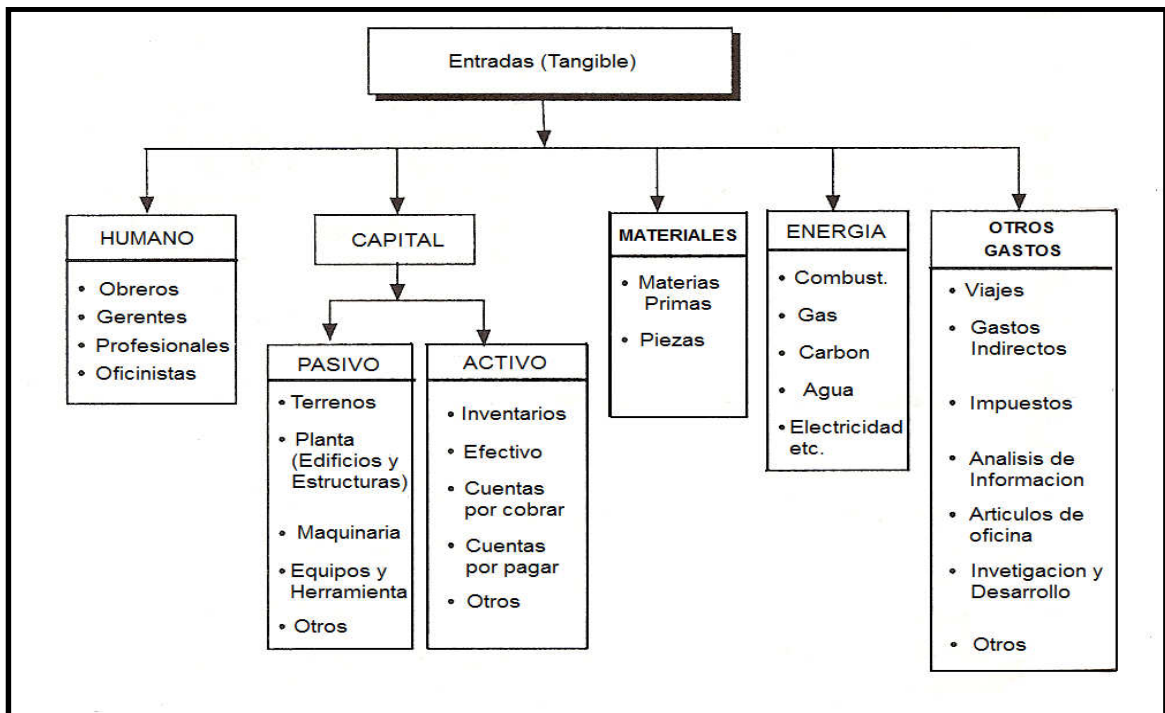 Entradas (Tangible)
HUMANO
• Obreros
• Gerentes
• Profesionales
• Oficinistas
CAPITAL
PASIVO
• Terrenos
• Planta
(Edificios y
Estructuras)
• Maquinaria
• Equipos y
Herramienta
• Otros
ACTIVO
• Inventarios
• Efectivo
• Cuentas
por cobrar
• Cuentas
por pagar
• Otros
MATERIALES
• Materias
Primas
• Piezas
ENERGIA
• Combust.
• Gas
• Carbon
• Agua
• Electricidad
etc.
OTROS
GASTOS
• Viajes
• Gastos
Indirectos
• Impuestos
• Analisis de
Informacion
• Articulos de
oficina
• Invetigacion y
Desarrollo
• Otros